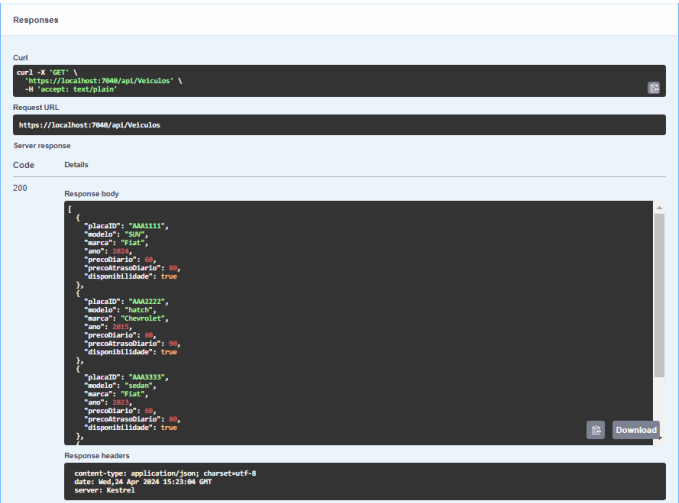 Responses
Curl
curl -X 'GET' \
'https://localhost:7040/api/Veiculos' \
-H 'accept: text/plain'
Request URL
https://localhost:7040/api/Veiculos
Server response
Code Details
200
Response body
[
{
"placaID": "AAA1111",
"modelo": "SUV",
"marca": "Fiat",
"ano": 2024,
"precoDiario": 60,
"precoAtrasoDiario": 80,
"disponibilidade": true
},
{
"placaID": "AAA2222",
"modelo": "hatch",
"marca": "Chevrolet",
"ano": 2015,
"precoDiario": 80,
"precoAtrasoDiario": 90,
"disponibilidade": true
},
{
"placaID": "AAA3333",
"modelo": "sedan",
"marca": "Fiat",
"ano": 2023,
"precoDiario": 60,
"precoAtrasoDiario": 80,
"disponibilidade": true
},
{
Download
Response headers
content-type: application/json; charset=utf-8
date: Wed,24 Apr 2024 15:23:04 GMT
server: Kestrel